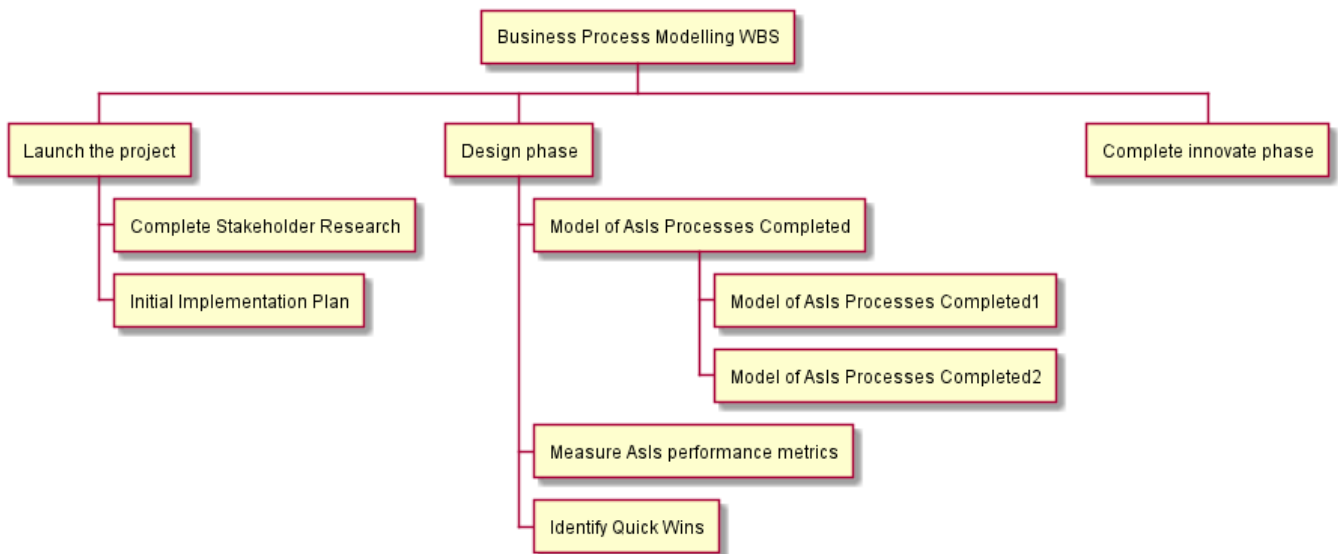 Business Process Modelling WBS
Launch the project
Design phase
Complete innovate phase
Complete Stakeholder Research
Initial Implementation Plan
Model of AsIs Processes Completed
Model of AsIs Processes Completed1
Model of AsIs Processes Completed2
Measure AsIs performance metrics
Identify Quick Wins